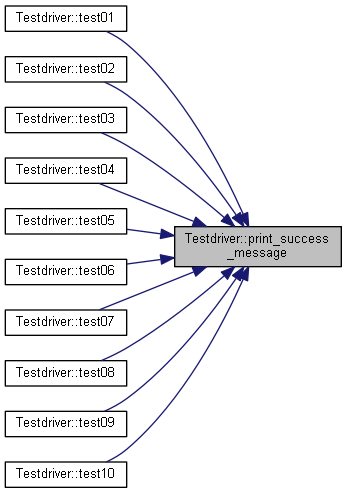 Testdriver::test01
Testdriver::test02
Testdriver::test03
Testdriver::test04
Testdriver::test05
Testdriver::print_success
_message
Testdriver::test06
Testdriver::test07
Testdriver::test08
Testdriver::test09
Testdriver::test10